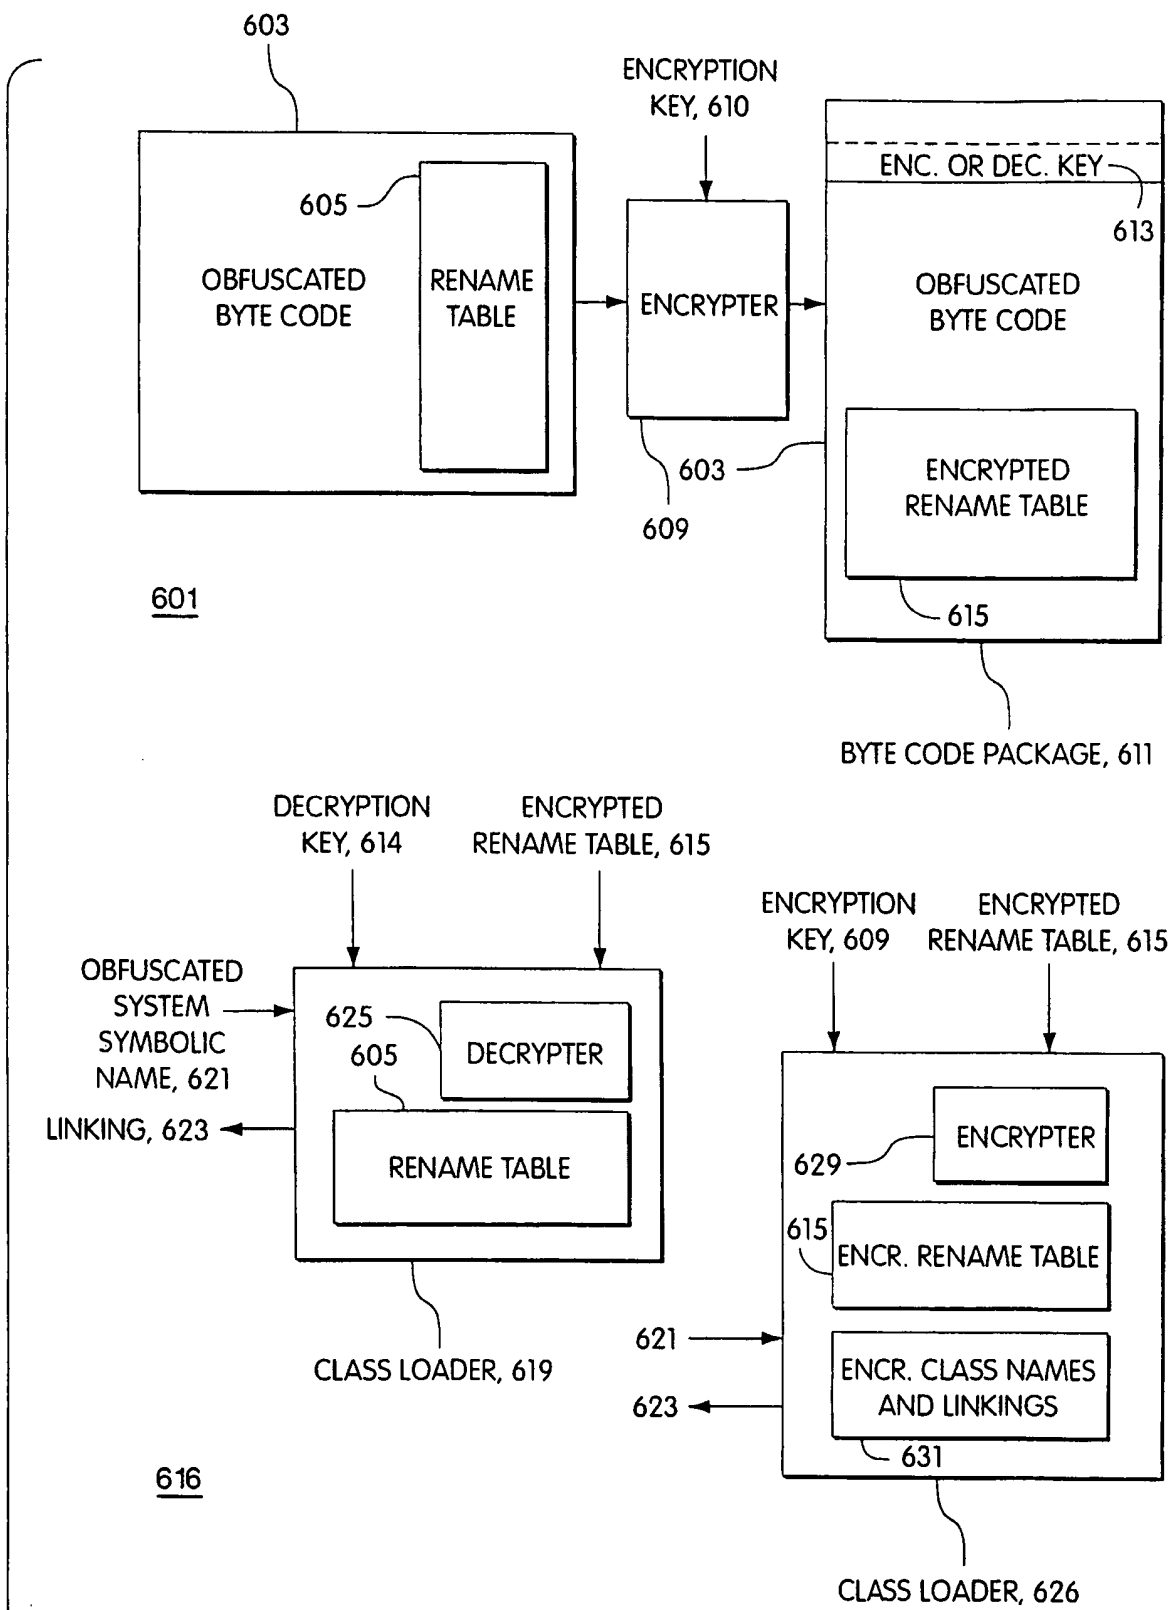 603
ENCRYPTION
KEY, 610
ENC. OR DEC. KEY
613
605
OBFUSCATED
BYTE CODE
RENAME
TABLE
ENCRYPTER
OBFUSCATED
BYTE CODE
603
609
ENCRYPTED
RENAME TABLE
615
601
BYTE CODE PACKAGE, 611
DECRYPTION
KEY, 614
ENCRYPTED
RENAME TABLE, 615
ENCRYPTION
KEY, 609
ENCRYPTED
RENAME TABLE, 615
OBFUSCATED
SYSTEM
SYMBOLIC
NAME, 621
LINKING, 623
625
605
DECRYPTER
RENAME TABLE
CLASS LOADER, 619
ENCRYPTER
629
615
ENCR. RENAME TABLE
621
623
ENCR. CLASS NAMES
AND LINKINGS
631
616
CLASS LOADER, 626